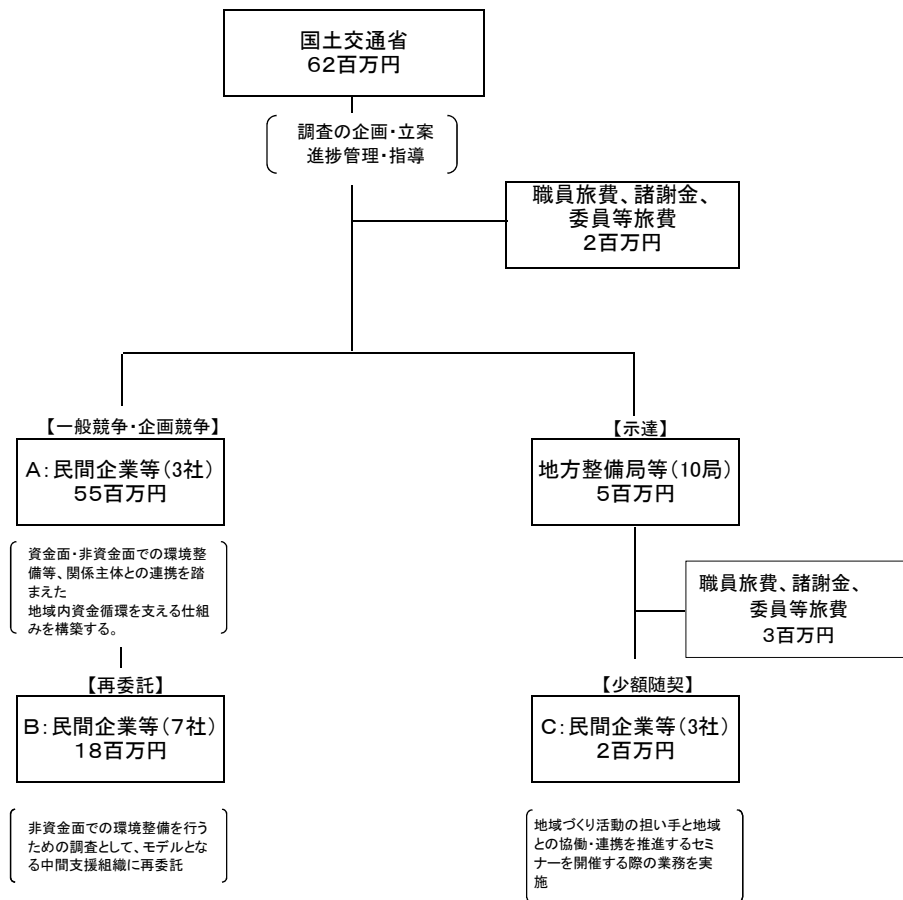 国土交通省
62百万円
調査の企画・立案
進捗管理・指導
職員旅費、諸謝金、
委員等旅費
2百万円
【一般競争・企画競争】
A:民間企業等(3社)
55百万円
資金面・非資金面での環境整
備等、関係主体との連携を踏
まえた
地域内資金循環を支える仕組
みを構築する。
【再委託】
B:民間企業等(7社)
18百万円
非資金面での環境整備を行う
ための調査として、モデルとな
る中間支援組織に再委託
【示達】
地方整備局等(10局)
5百万円
職員旅費、諸謝金、
委員等旅費
3百万円
【少額随契】
C:民間企業等(3社)
2百万円
地域づくり活動の担い手と地域
との協働・連携を推進するセミ
ナーを開催する際の業務を実
施